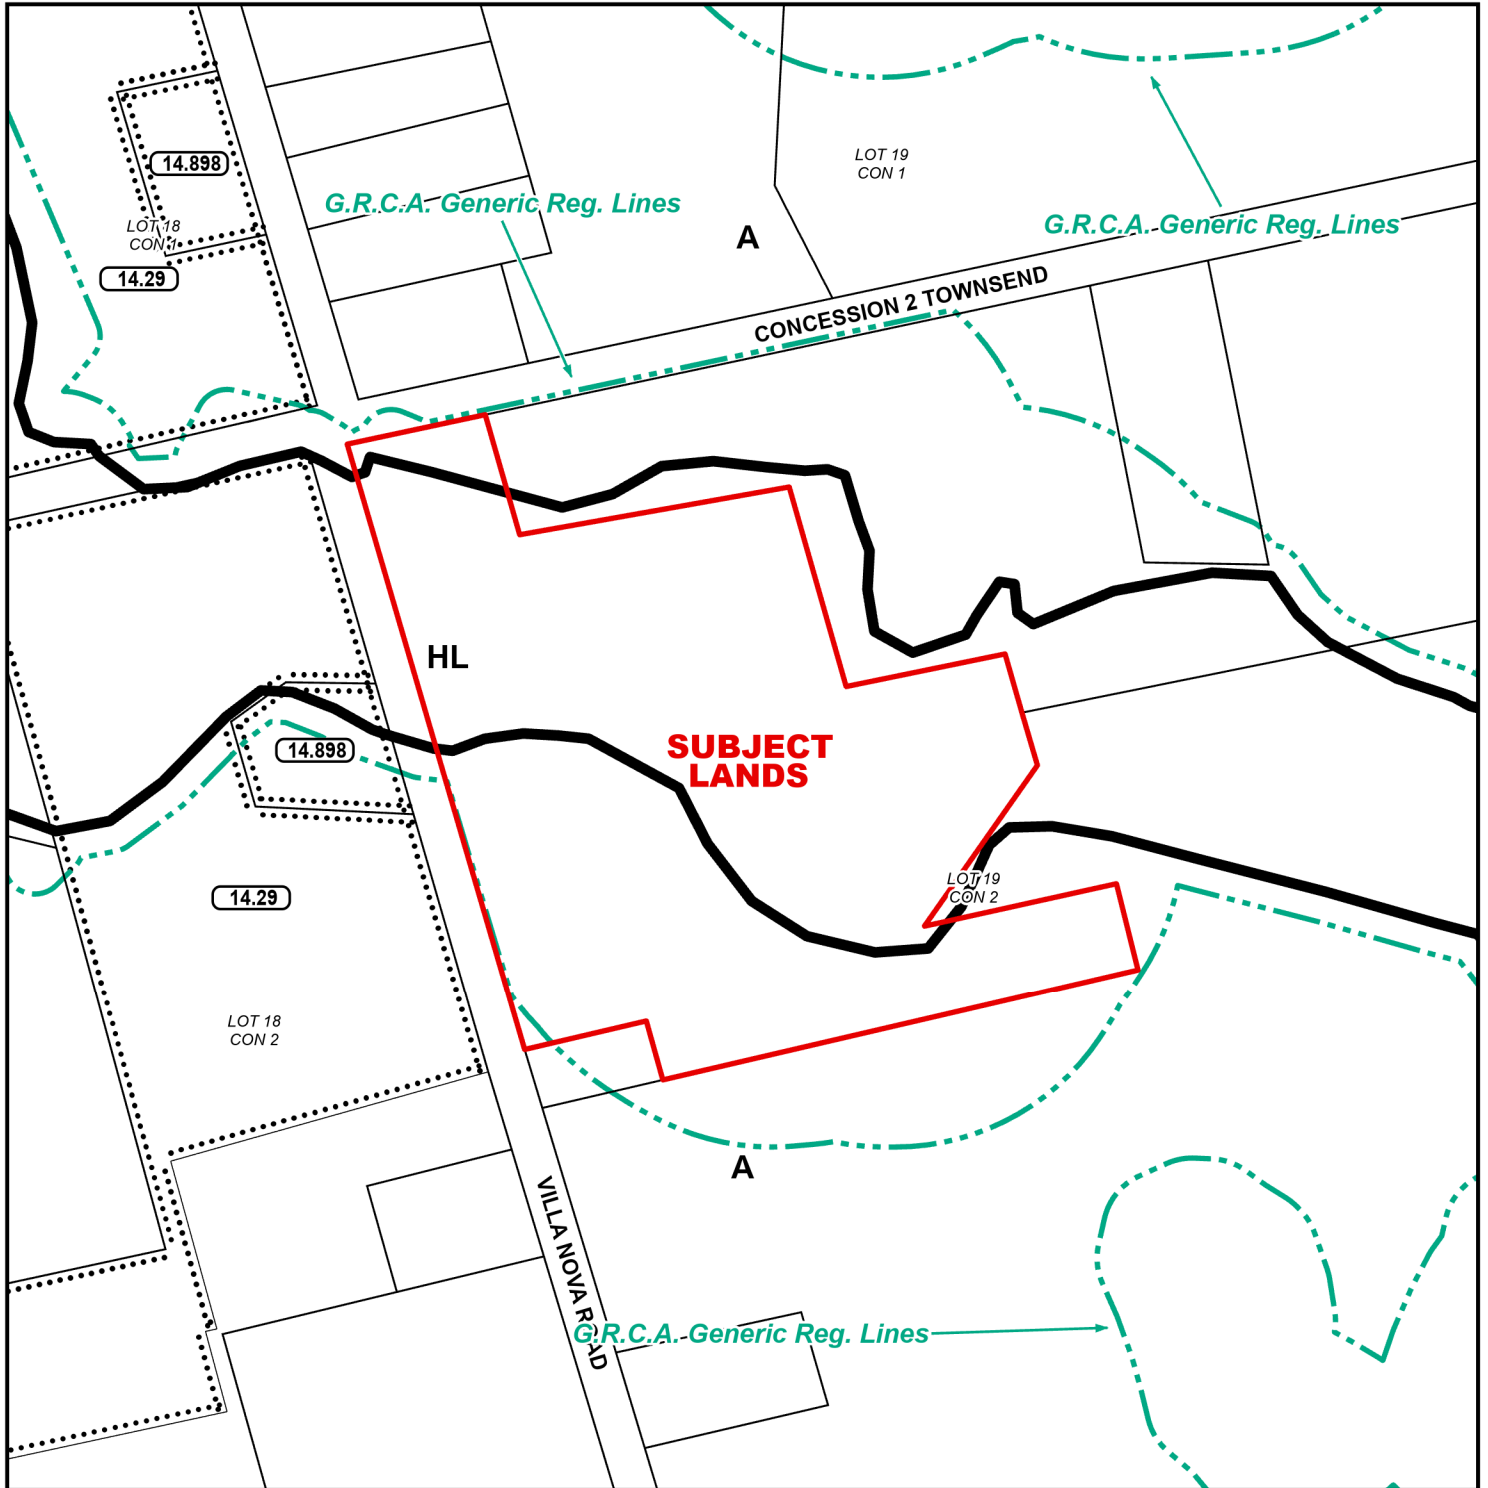 LOT 19
CON 1
14.898
G.R.C.A. Generic Reg. Lines
G.R.C.A. Generic Reg. Lines
LOT 18
CON 1
A
14.29
CONCESSION 2 TOWNSEND
HL
SUBJECT
LANDS
14.898
LOT 19
CON 2
14.29
LOT 18
CON 2
A
VILLA NOVA ROAD
G.R.C.A. Generic Reg. Lines